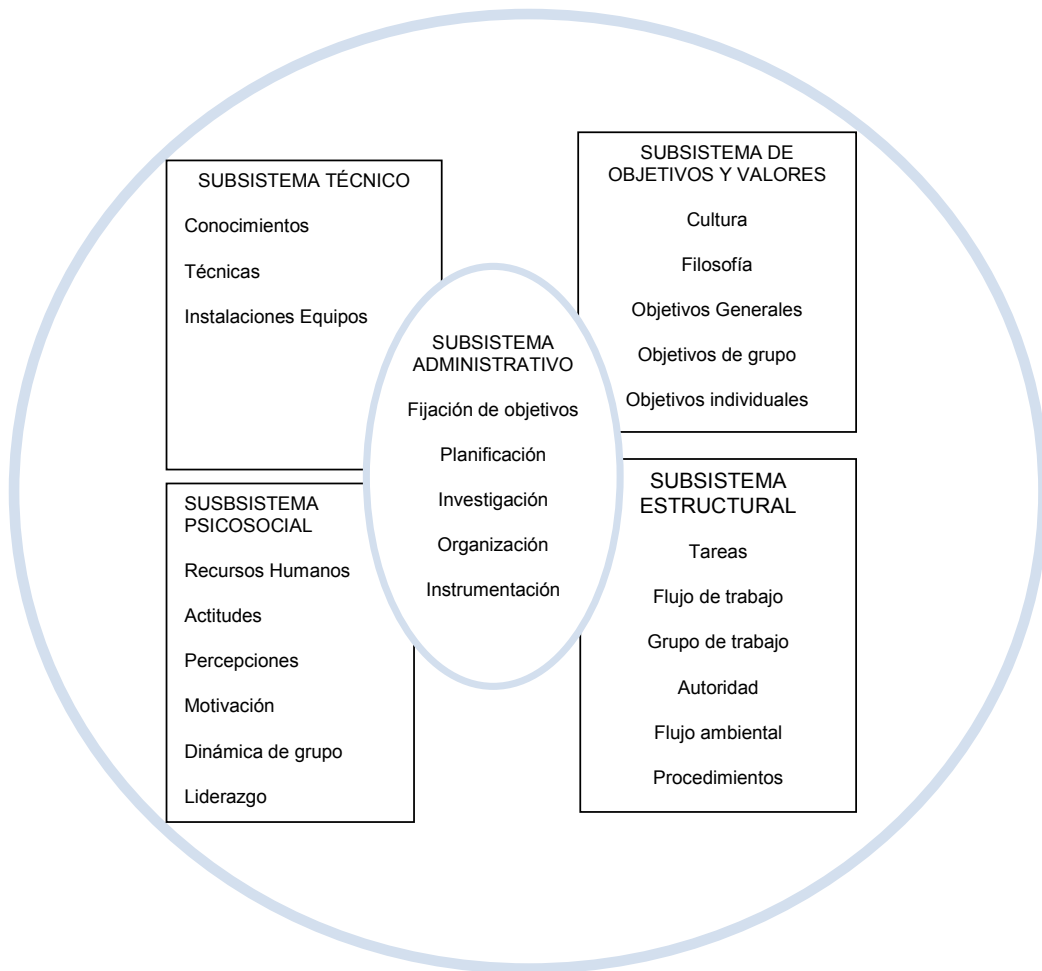 SUBSISTEMA TÉCNICO
Conocimientos
Técnicas
Instalaciones Equipos
SUBSISTEMA DE
OBJETIVOS Y VALORES
Cultura
Filosofía
Objetivos Generales
Objetivos de grupo
Objetivos individuales
SUBSISTEMA
ADMINISTRATIVO
Fijación de objetivos
Planificación
Investigación
Organización
Instrumentación
SUSBSISTEMA
PSICOSOCIAL
Recursos Humanos
Actitudes
Percepciones
Motivación
Dinámica de grupo
Liderazgo
SUBSISTEMA
ESTRUCTURAL
Tareas
Flujo de trabajo
Grupo de trabajo
Autoridad
Flujo ambiental
Procedimientos